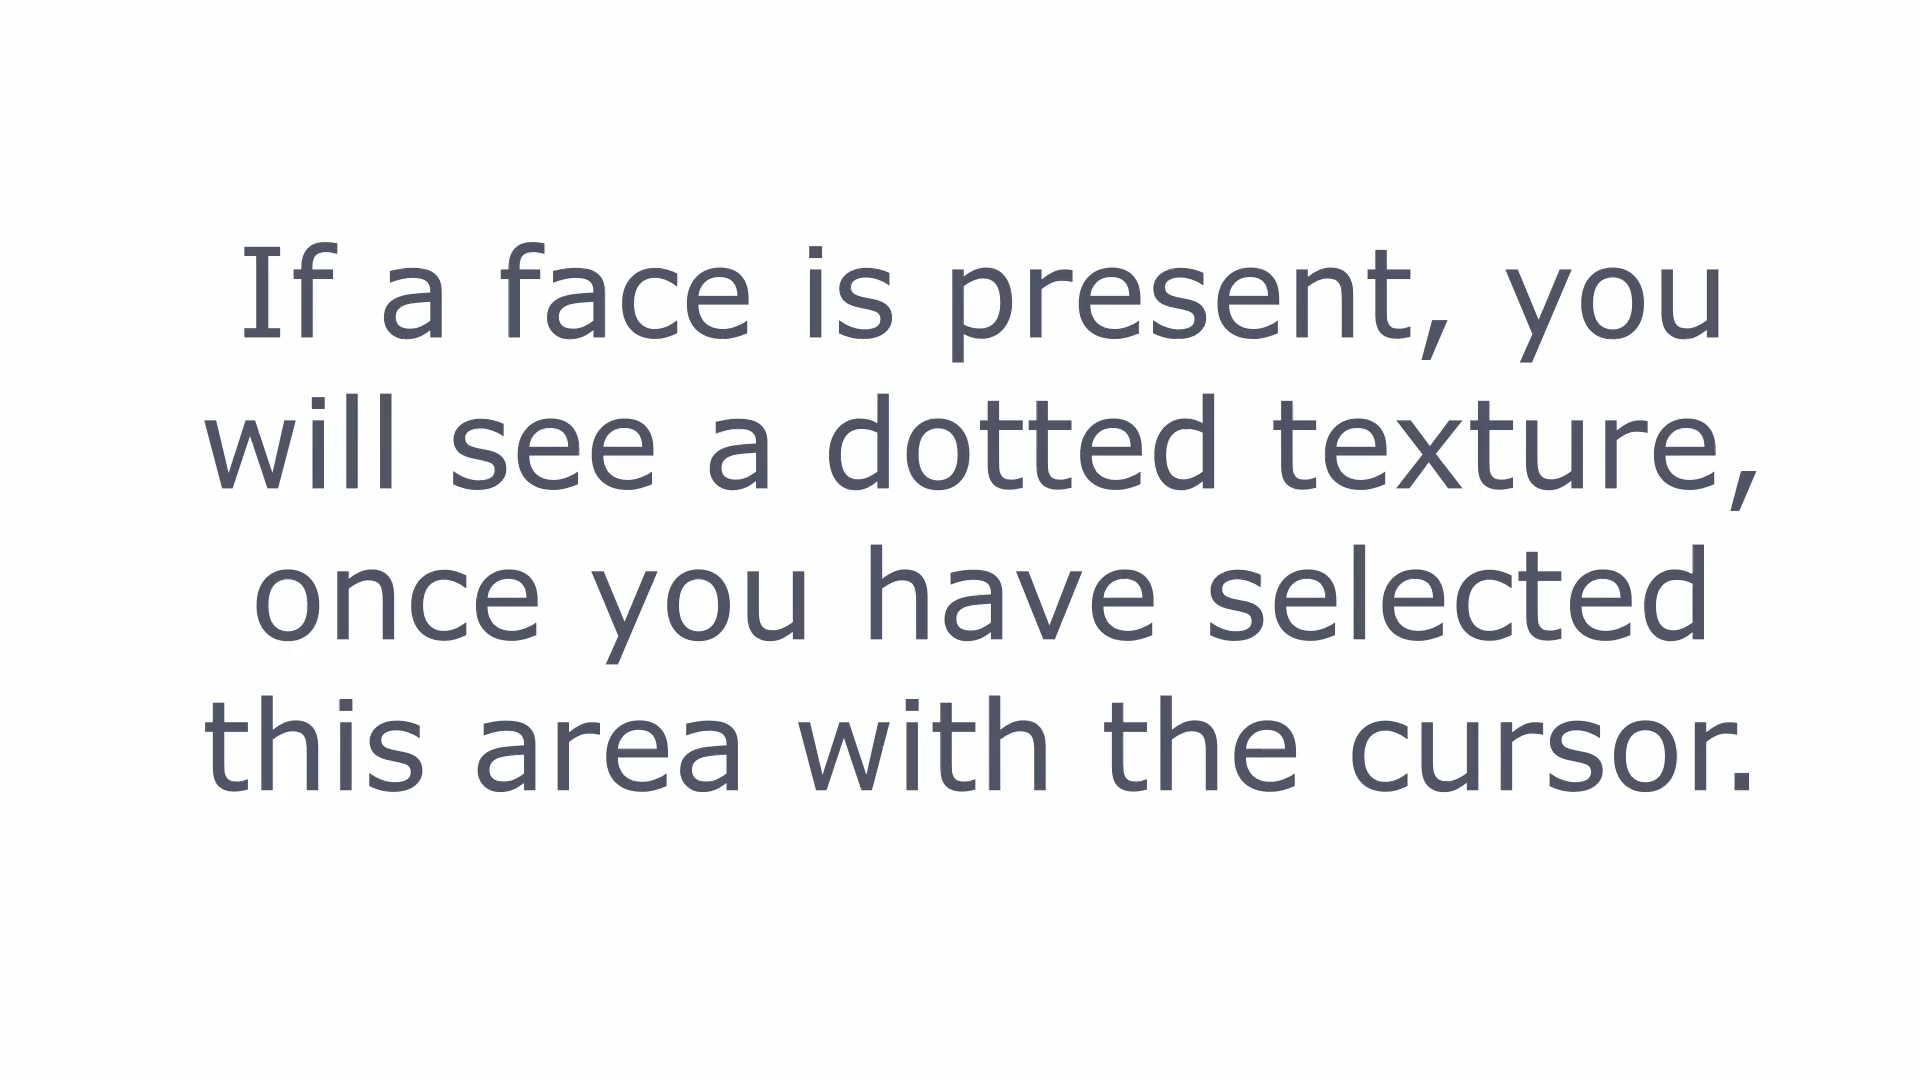 If a face is present, you
will see a dotted texture,
once you have selected
this area with the cursor.